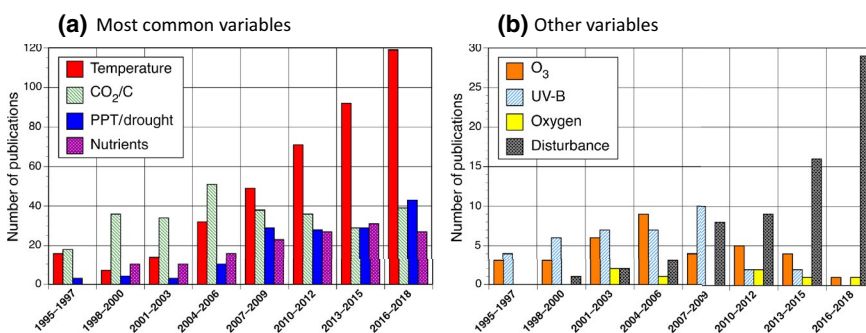 (a) Most common variables
Number of publications
120
100
80
60
40
20
0
Temperature
CO2/C
PPT/drought
Nutrients
1995–1997
1998–2000
2001–2003
2004–2006
2007–2009
2010–2012
2013–2015
2016–2018
(b) Other variables
Number of publications
30
25
20
15
10
5
0
O3
UV-B
Oxygen
Disturbance
1995–1997
1998–2000
2001–2003
2004–2006
2007–2009
2010–2012
2013–2015
2016–2018